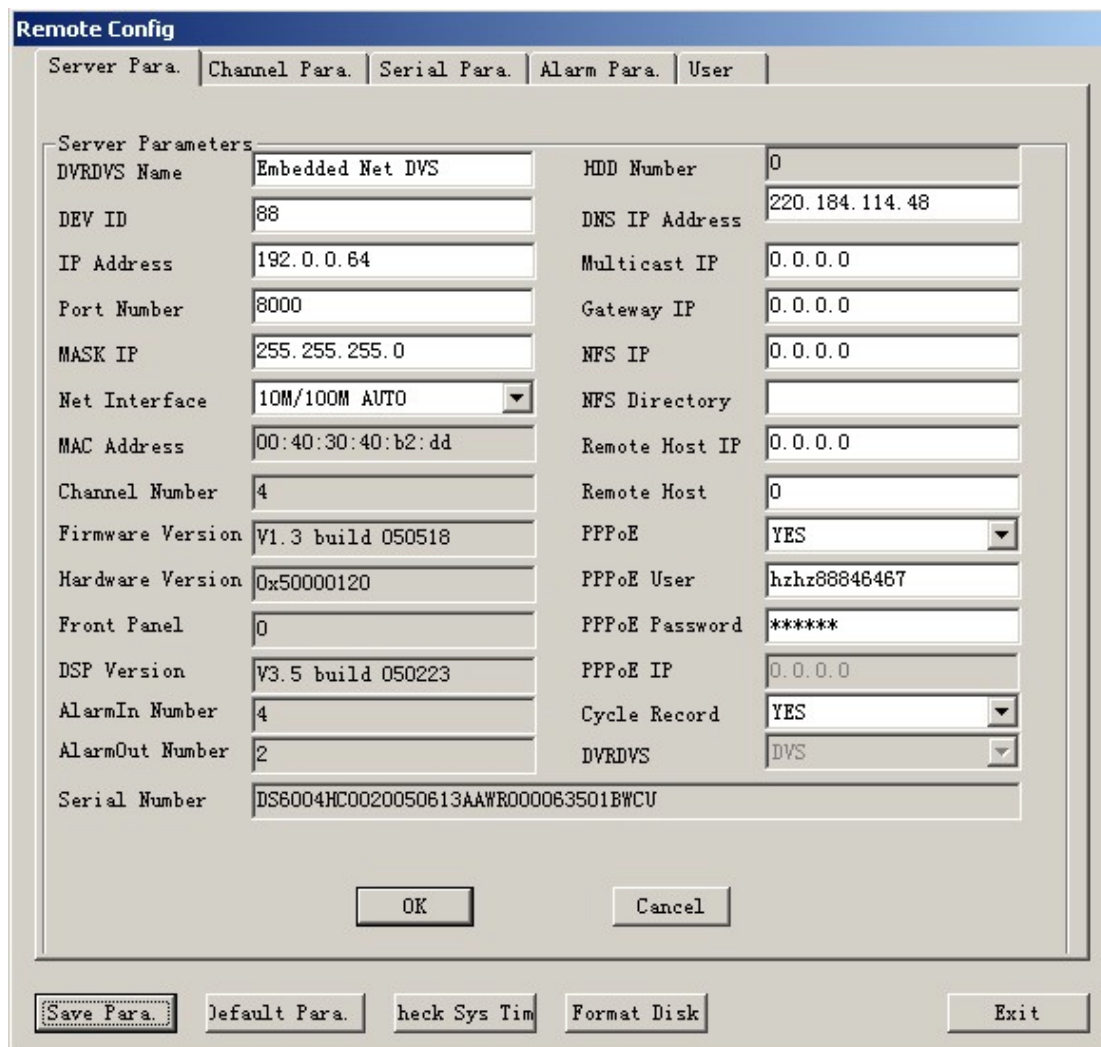 Remote Config
Server Para. Channel Para. Serial Para. Alarm Para. User
Server Parameters
DVRDVS Name Embedded Net DVS HDD Number 0
DEV ID 88 DNS IP Address 220.184.114.48
IP Address 192.0.0.64 Multicast IP 0.0.0.0
Port Number 8000 Gateway IP 0.0.0.0
MASK IP 255.255.255.0 NFS IP 0.0.0.0
Net Interface 10M/100M AUTO NFS Directory
MAC Address 00:40:30:40:b2:dd Remote Host IP 0.0.0.0
Channel Number 4 Remote Host 0
Firmware Version V1.3 build 050518 PPPoE YES
Hardware Version 0x50000120 PPPoE User hzhz88846467
Front Panel 0 PPPoE Password ******
DSP Version V3.5 build 050223 PPPoE IP 0.0.0.0
AlarmIn Number 4 Cycle Record YES
AlarmOut Number 2 DVRDVS DVS
Serial Number DS6004HC0020050613AAWR000063501BWCU
OK Cancel
Save Para. Default Para. heck Sys Tim Format Disk Exit